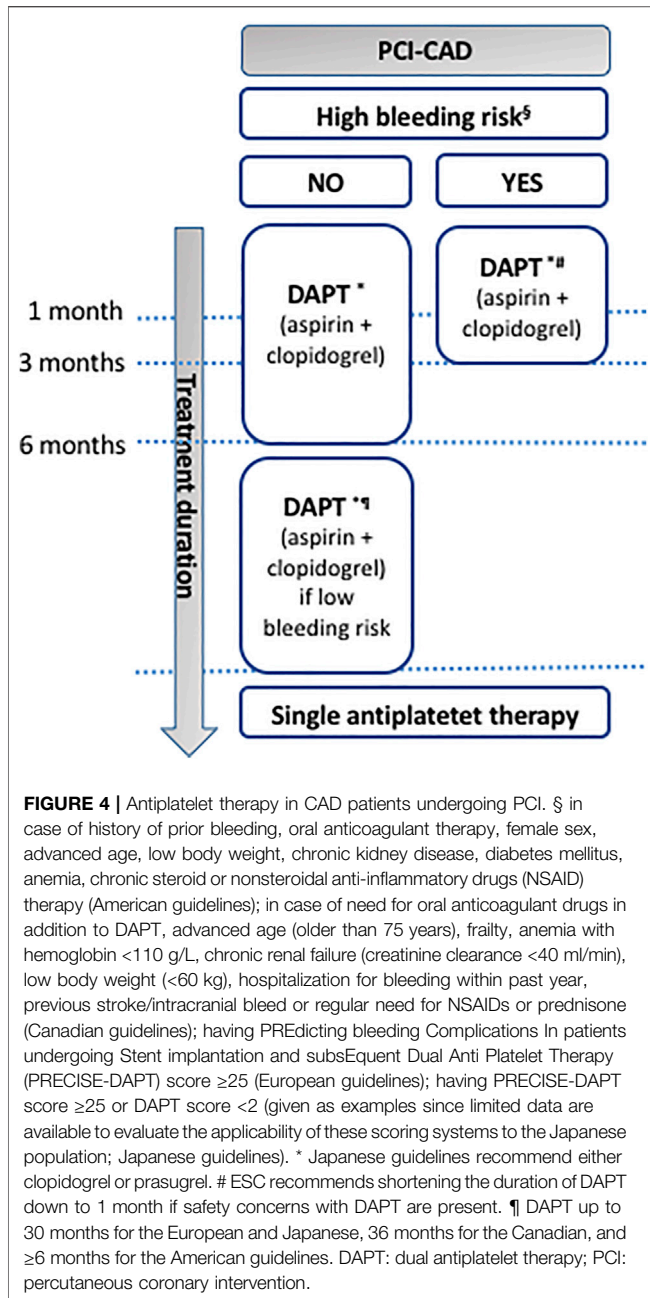 PCI-CAD
High bleeding risk§
NO
YES
DAPT *
(aspirin +
clopidogrel)
DAPT *#
(aspirin +
clopidogrel)
1 month
3 months
6 months
Treatment duration
DAPT *¶
(aspirin +
clopidogrel)
if low
bleeding risk
Single antiplatetet therapy
FIGURE 4 | Antiplatelet therapy in CAD patients undergoing PCI. § in
case of history of prior bleeding, oral anticoagulant therapy, female sex,
advanced age, low body weight, chronic kidney disease, diabetes mellitus,
anemia, chronic steroid or nonsteroidal anti-inflammatory drugs (NSAID)
therapy (American guidelines); in case of need for oral anticoagulant drugs in
addition to DAPT, advanced age (older than 75 years), frailty, anemia with
hemoglobin <110 g/L, chronic renal failure (creatinine clearance <40 ml/min),
low body weight (<60 kg), hospitalization for bleeding within past year,
previous stroke/intracranial bleed or regular need for NSAIDs or prednisone
(Canadian guidelines); having PREdicting bleeding Complications In patients
undergoing Stent implantation and subsEquent Dual Anti Platelet Therapy
(PRECISE-DAPT) score ≥25 (European guidelines); having PRECISE-DAPT
score ≥25 or DAPT score <2 (given as examples since limited data are
available to evaluate the applicability of these scoring systems to the Japanese
population; Japanese guidelines). * Japanese guidelines recommend either
clopidogrel or prasugrel. # ESC recommends shortening the duration of DAPT
down to 1 month if safety concerns with DAPT are present. ¶ DAPT up to
30 months for the European and Japanese, 36 months for the Canadian, and
≥6 months for the American guidelines. DAPT: dual antiplatelet therapy; PCI:
percutaneous coronary intervention.